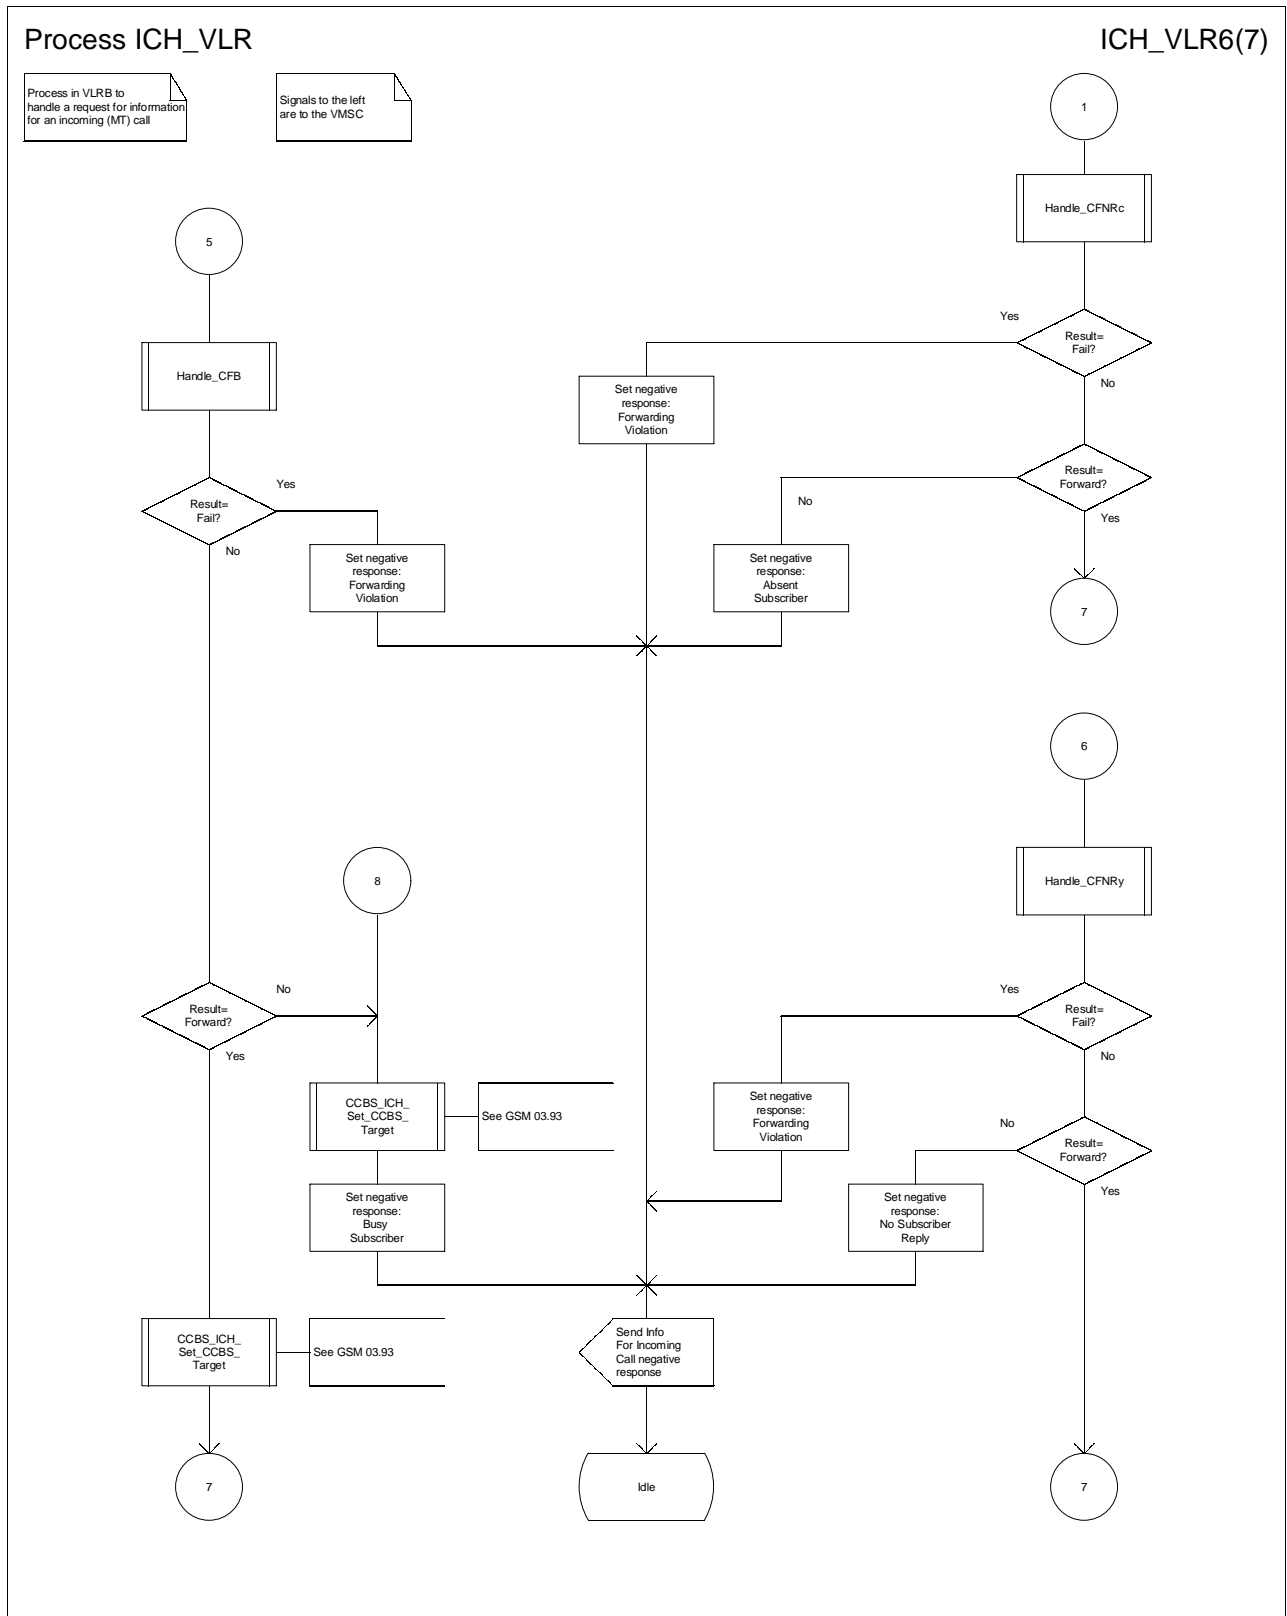 Process ICH_VLR
ICH_VLR6(7)
Process in VLRB to
handle a request for information
for an incoming (MT) call
Signals to the left
are to the VMSC
1
Handle_CFNRc
5
Yes
Result=
Fail?
No
Handle_CFB
Set negative
response:
Forwarding
Violation
Result=
Forward?
No
Yes
Yes
Result=
Fail?
No
Set negative
response:
Forwarding
Violation
Set negative
response:
Absent
Subscriber
7
6
8
Handle_CFNRy
No
Result=
Forward?
Yes
Yes
Result=
Fail?
No
CCBS_ICH_
Set_CCBS_
Target
See GSM 03.93
Set negative
response:
Forwarding
Violation
No
Result=
Forward?
Yes
Set negative
response:
Busy
Subscriber
Set negative
response:
No Subscriber
Reply
CCBS_ICH_
Set_CCBS_
Target
See GSM 03.93
Send Info
For Incoming
Call negative
response
7
Idle
7